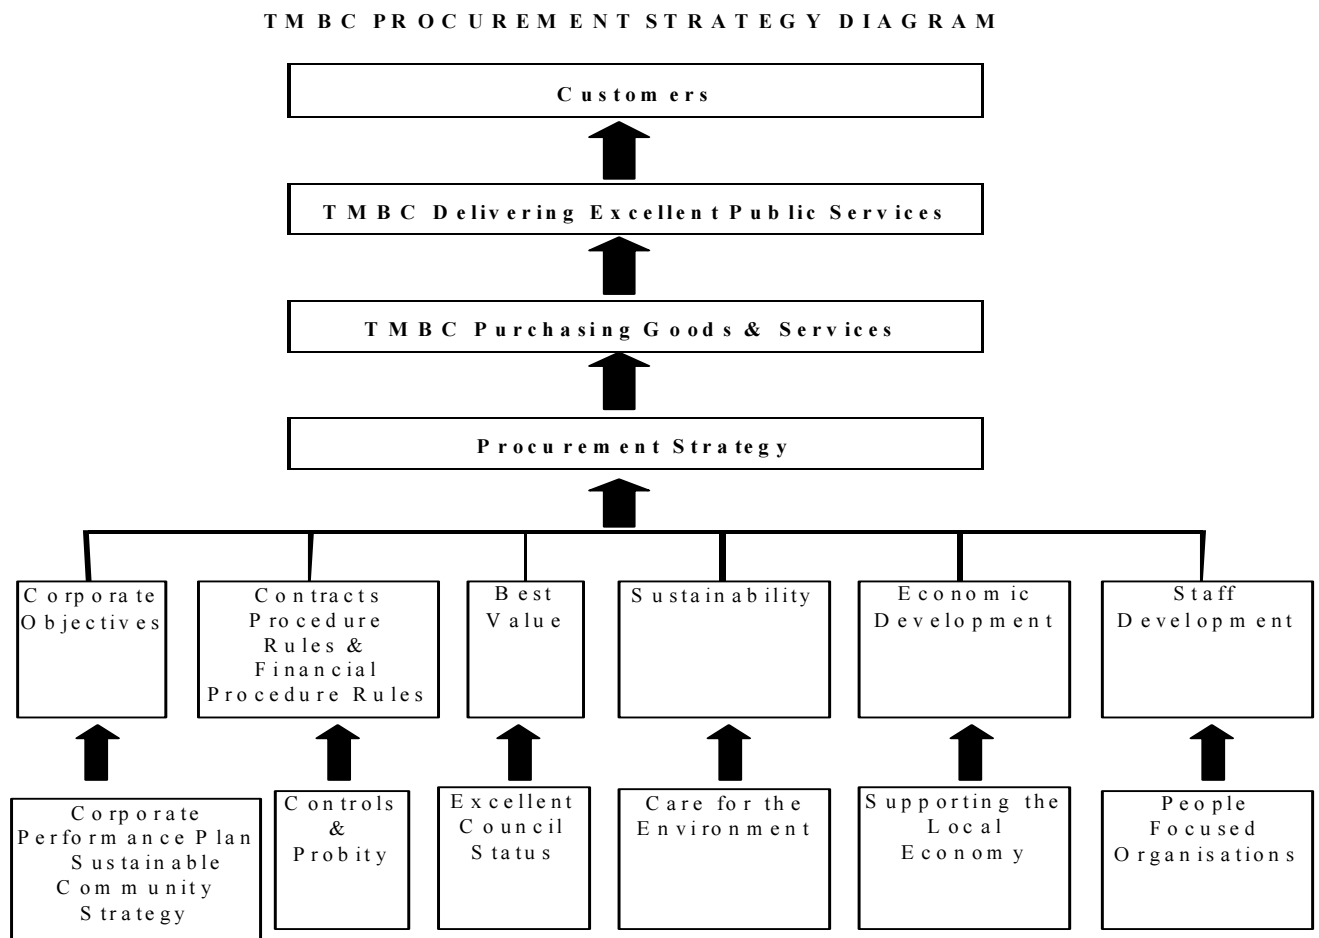 TMBC PROCUREMENT STRATEGY DIAGRAM
Customers
TMBC Delivering Excellent Public Services
TMBC Purchasing Goods & Services
Procurement Strategy
Corporate
Objectives
Contracts
Procedure
Rules &
Financial
Procedure Rules
Best
Value
Sustainability
Economic
Development
Staff
Development
Corporate
Performance Plan
Sustainable
Community
Strategy
Controls
&
Probity
Excellent
Council
Status
Care for the
Environment
Supporting the
Local
Economy
People
Focused
Organisations